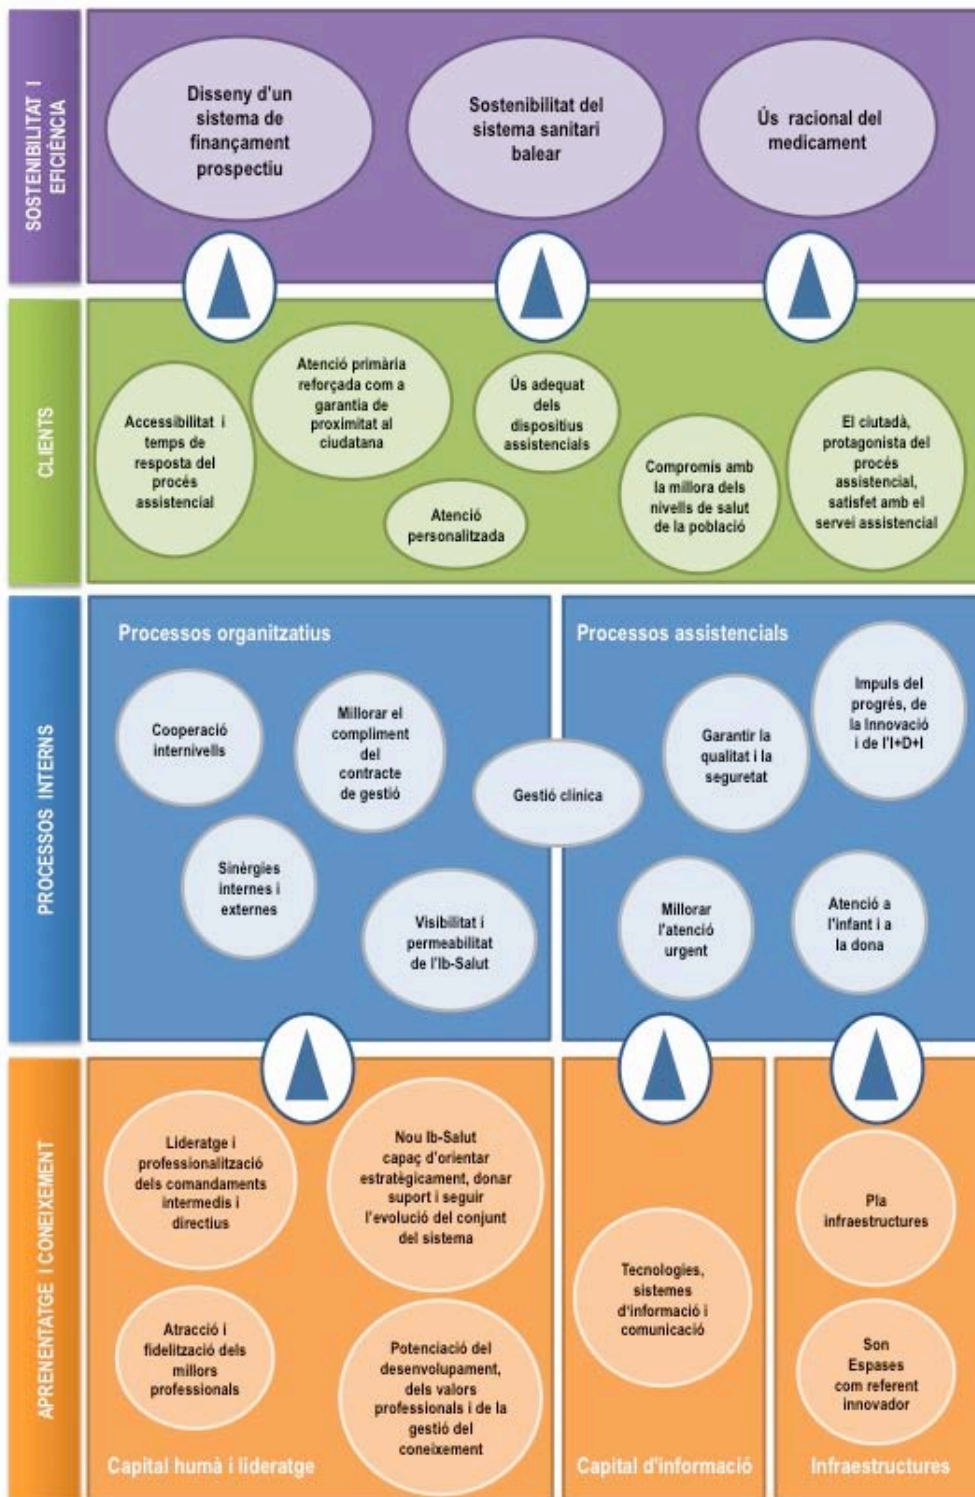 SOSTENIBILITAT I
EFICIÈNCIA
Disseny d'un
sistema de
finançament
prospectiu
Sostenibilitat del
sistema sanitari
balear
Ús racional del
medicament
CLIENTS
Accessibilitat i
temps de
resposta del
procés
assistencial
Atenció primària
reforçada com a
garantia de
proximitat al
ciudatana
Atenció
personalitzada
Ús adequat
dels
dispositius
assistencials
Compromís amb
la millora dels
nivells de salut
de la població
El ciutadà,
protagonista del
procés
assistencial,
satisfet amb el
servei assistencial
PROCESSOS INTERNS
Processos organitzatius
Cooperació
internivells
Millorar el
compliment
del
contracte
de gestió
Sinèrgies
internes i
externes
Visibilitat i
permeabilitat
de l'Ib-Salut
Gestió clínica
Processos assistencials
Garantir la
qualitat i la
seguretat
Impuls del
progrés, de
la Innovació
i de l'I+D+I
Millorar
l'atenció
urgent
Atenció a
l'infant i a
la dona
APRENENTATGE I CONEIXEMENT
Lideratge i
professionalització
dels comandaments
intermedis i
directius
Nou Ib-Salut
capaç d'orientar
estratègicament, donar
suport i seguir
l'evolució del conjunt
del sistema
Atracció i
fidelització dels
millors
professionals
Potenciació del
desenvolupament,
dels valors
professionals i de la
gestió del
coneixement
Capital humà i lideratge
Tecnologies,
sistemes
d'informació i
comunicació
Capital d'informació
Pla
infraestructures
Son
Espases
com referent
innovador
Infraestructures